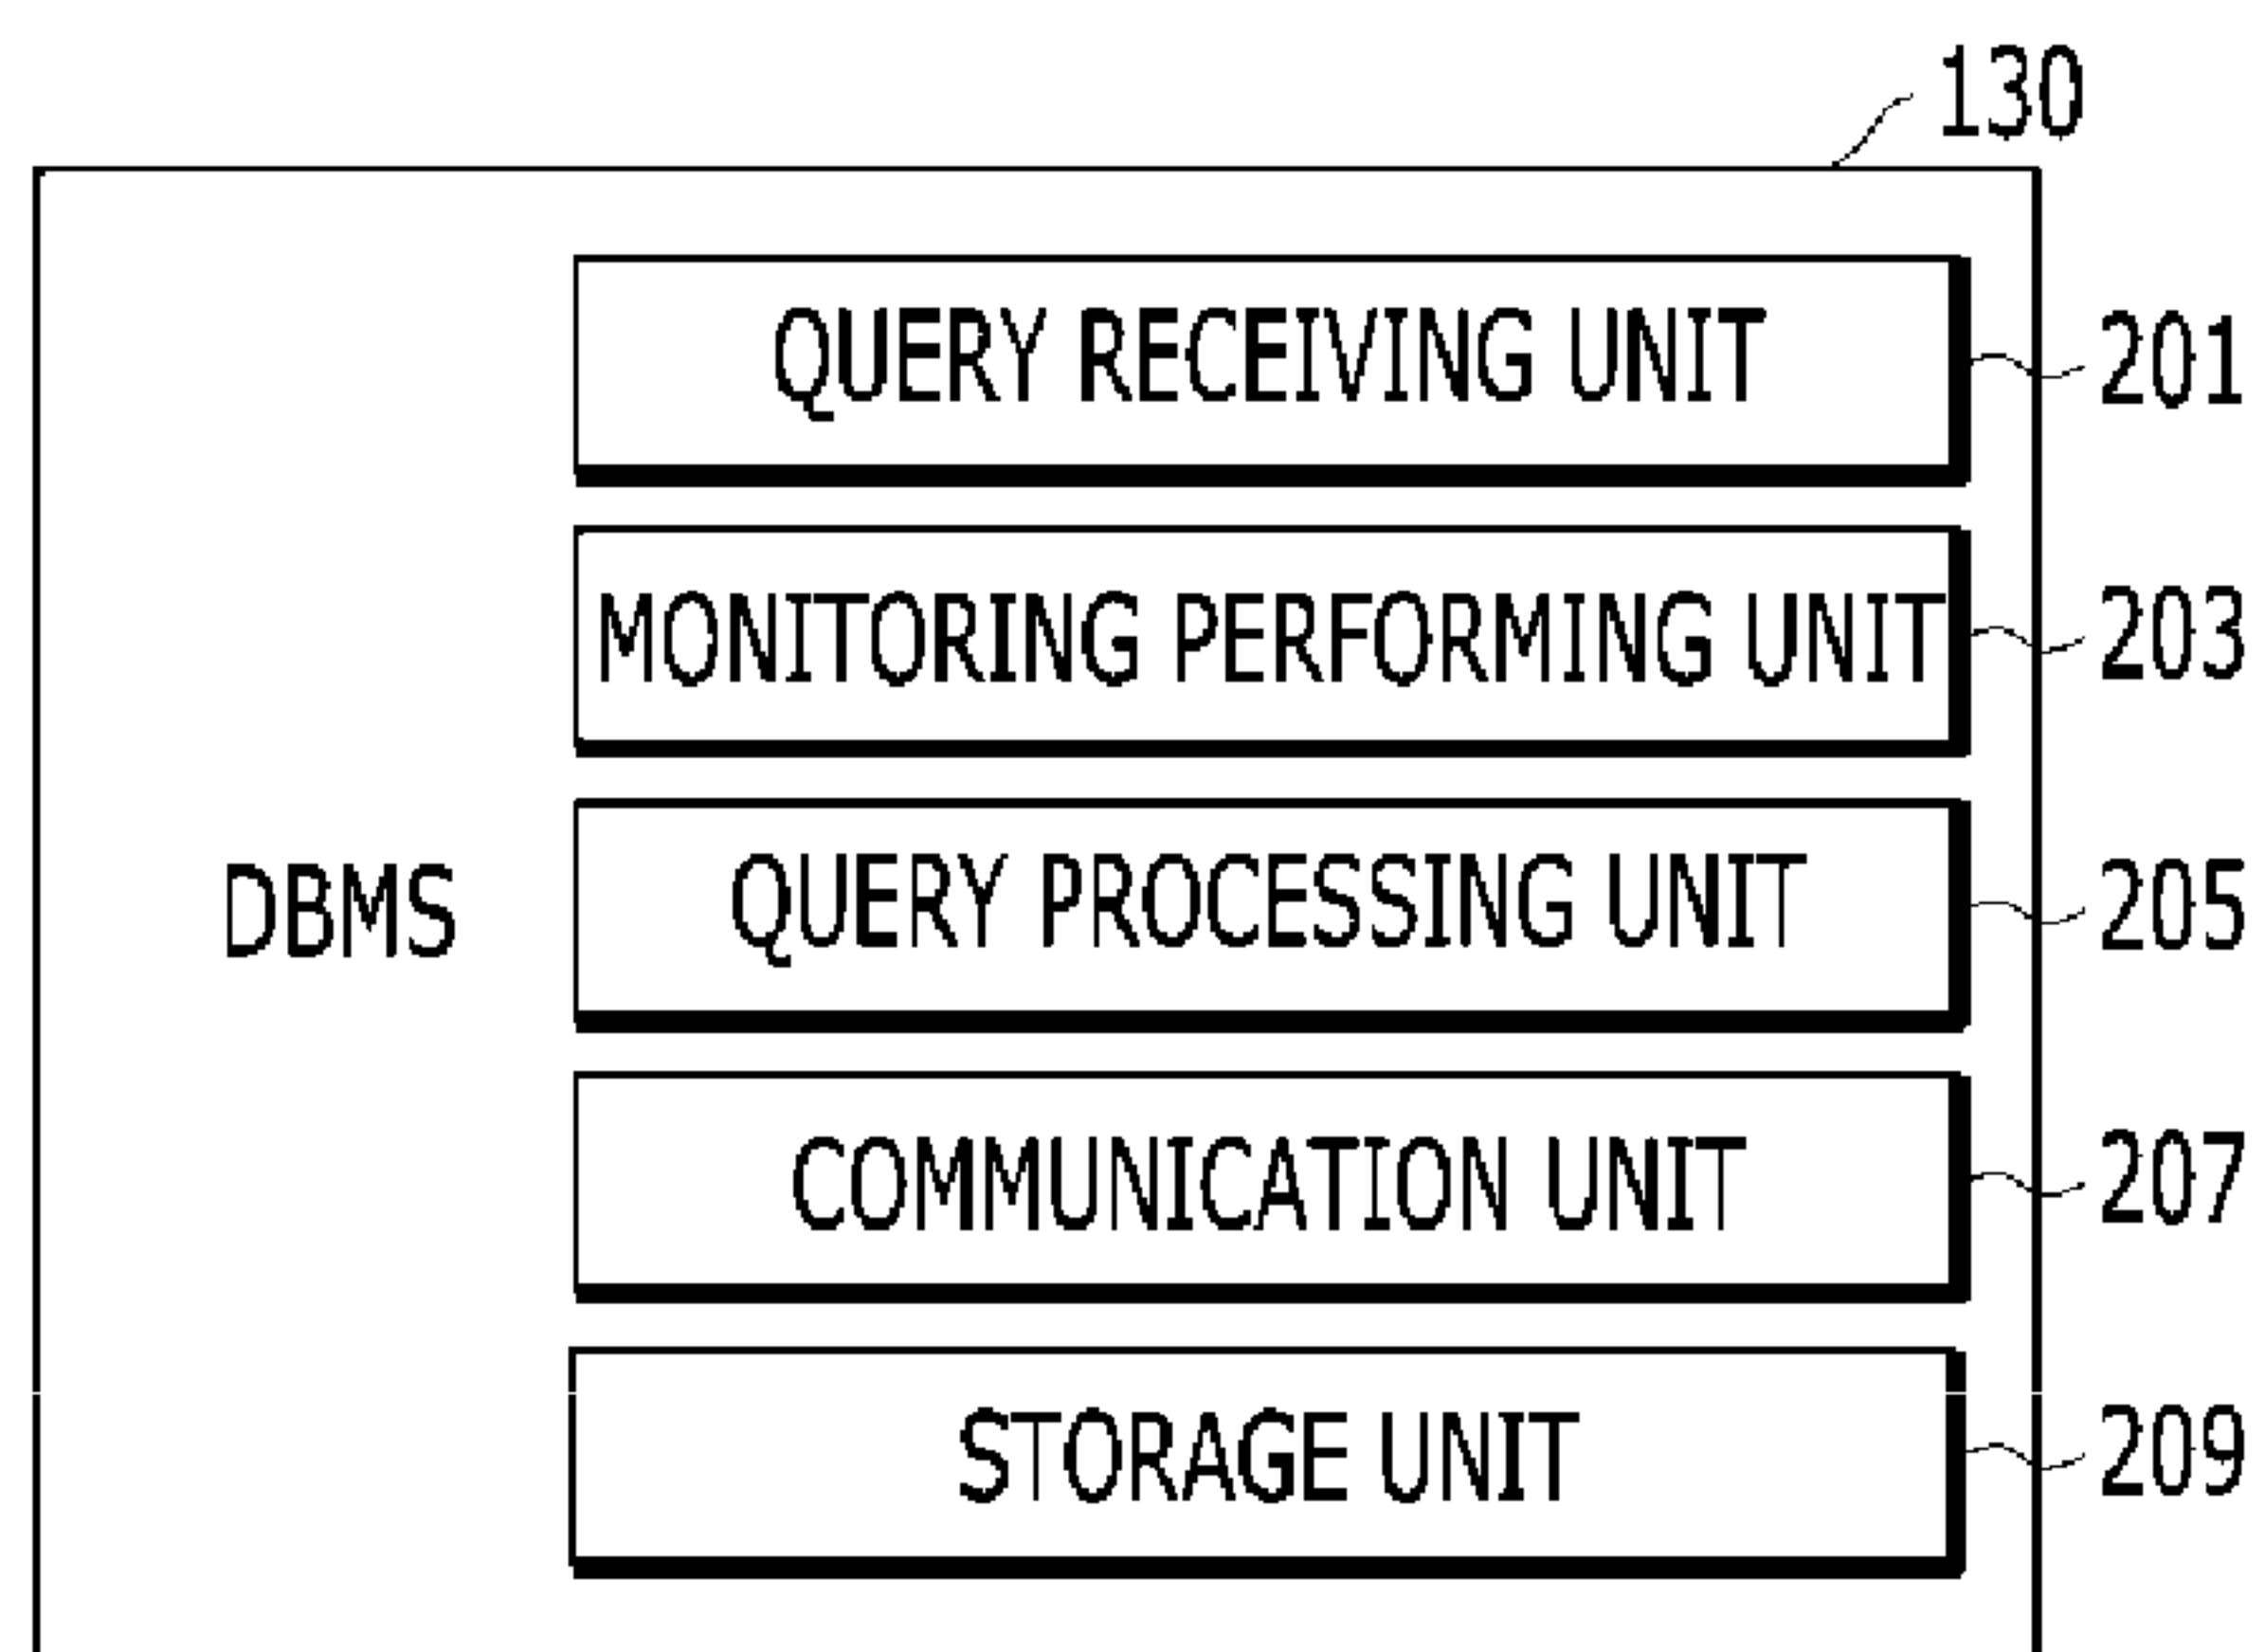 130
QUERY RECEIVING UNIT 201
MONITORING PERFORMING UNIT 203
DBMS QUERY PROCESSING UNIT 205
COMMUNICATION UNIT 207
STORAGE UNIT 209